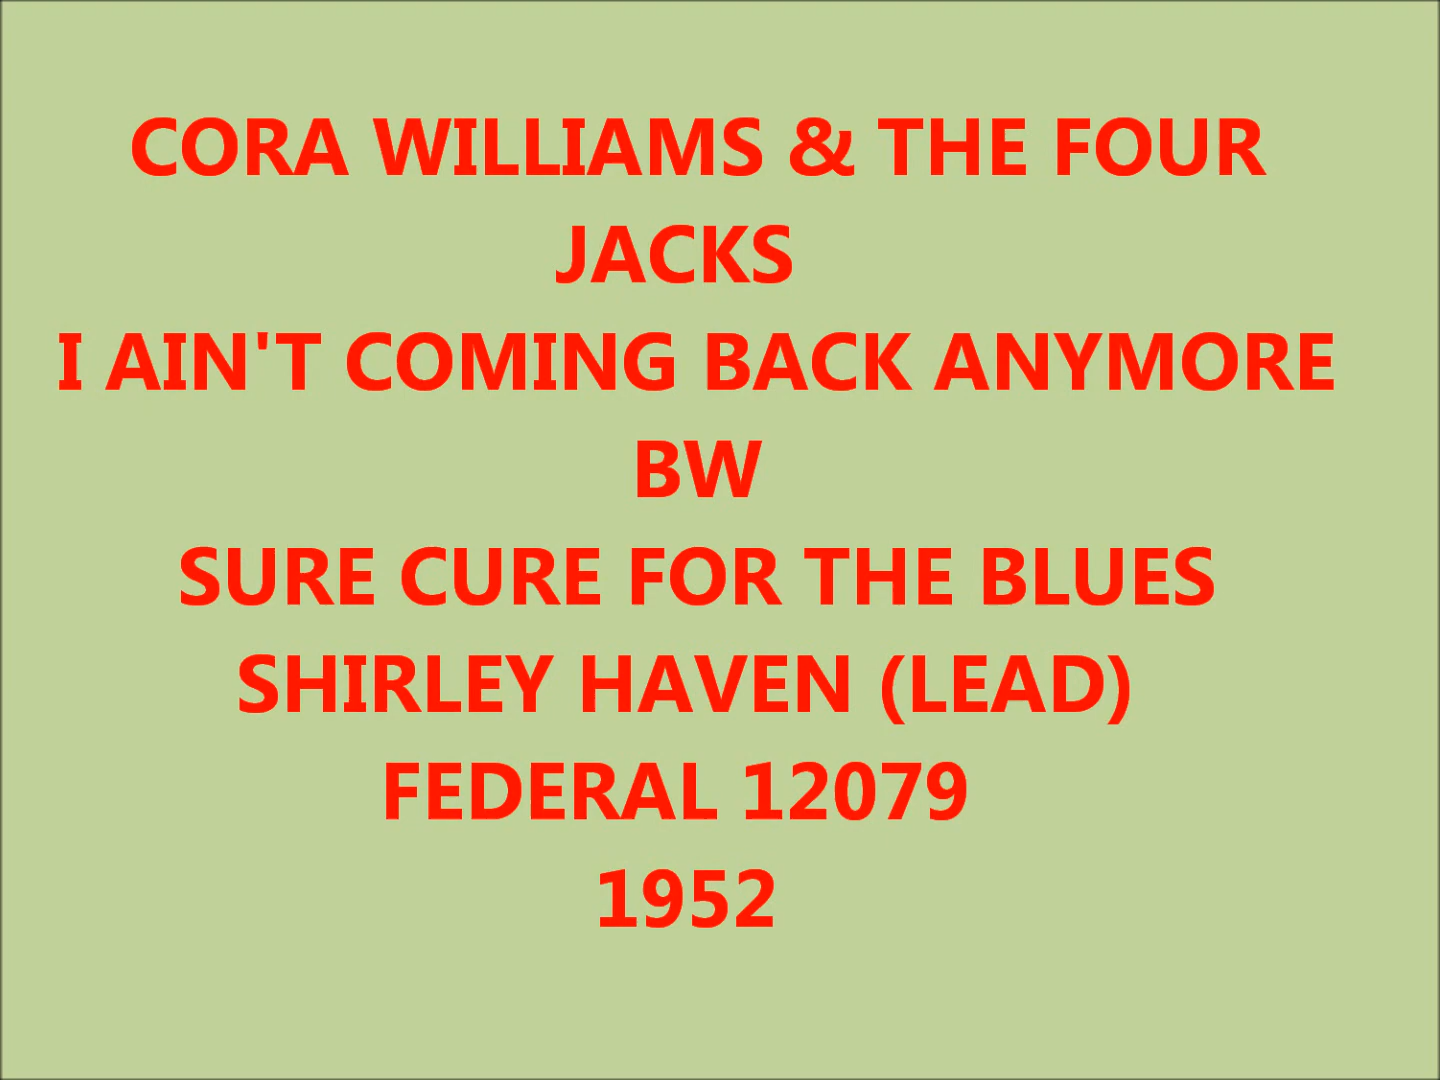 CORA WILLIAMS & THE FOUR
JACKS
I AIN'T COMING BACK ANYMORE
BW
SURE CURE FOR THE BLUES
SHIRLEY HAVEN (LEAD)
FEDERAL 12079
1952